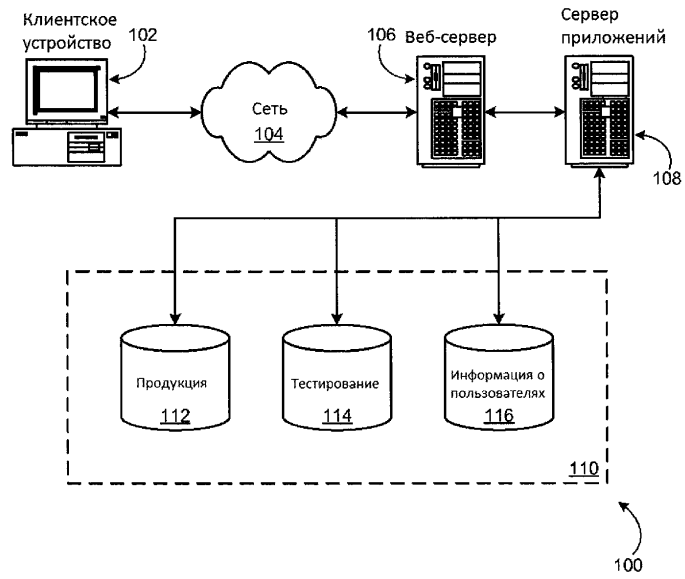 Клиентское
устройство
102
106
Веб-сервер
Сервер
приложений
Сеть
104
108
Продукция
112
Тестирование
114
Информация о
пользователях
116
110
100